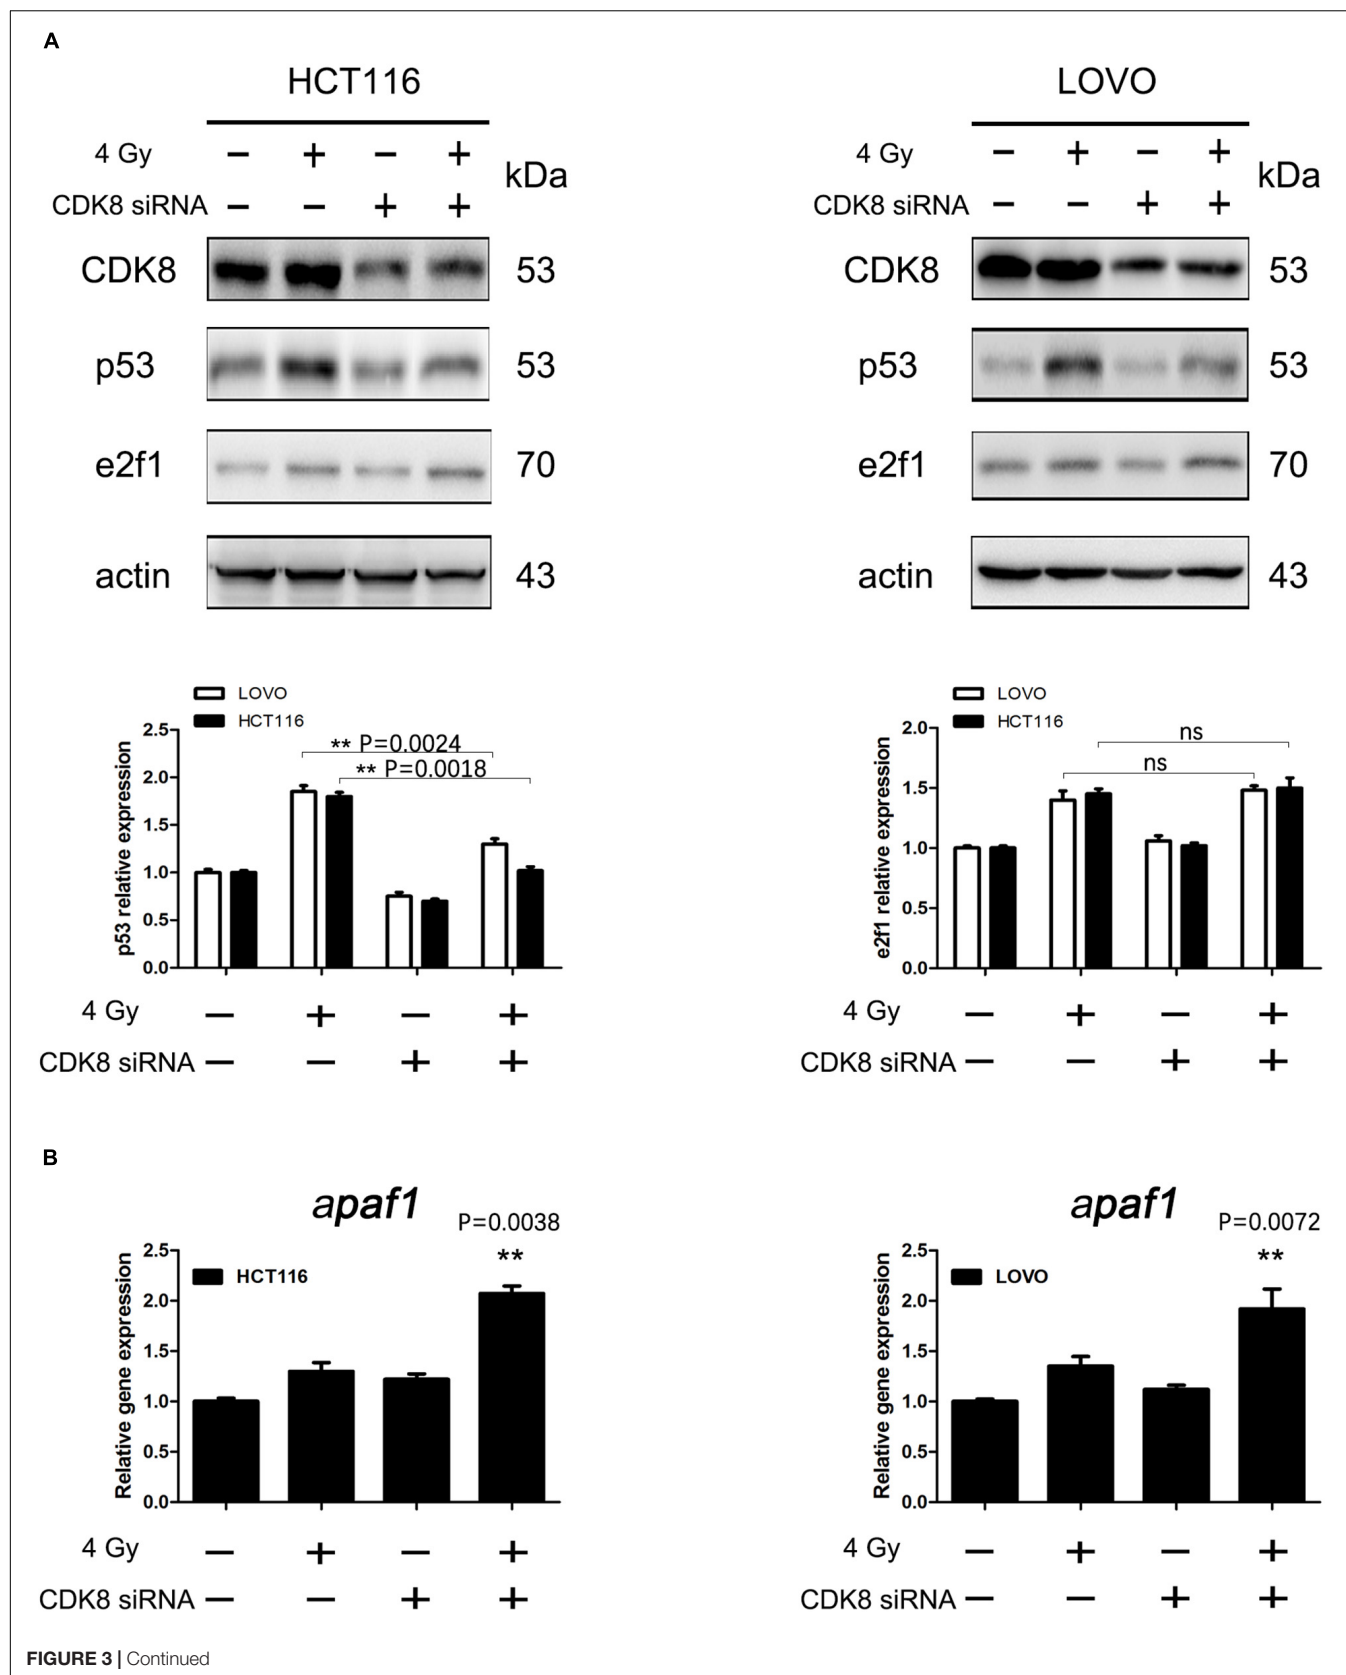 A
HCT116
4 Gy − + − +
CDK8 siRNA − − + +
kDa
CDK8 53
p53 53
e2f1 70
actin 43
LOVO
4 Gy − + − +
CDK8 siRNA − − + +
kDa
CDK8 53
p53 53
e2f1 70
actin 43
LOVO
HCT116
p53 relative expression
2.5
2.0
1.5
1.0
0.5
0.0
** P=0.0024
** P=0.0018
4 Gy − + − +
CDK8 siRNA − − + +
LOVO
HCT116
e2f1 relative expression
2.0
1.5
1.0
0.5
0.0
ns
ns
4 Gy − + − +
CDK8 siRNA − − + +
B
apaf1
P=0.0038
**
HCT116
Relative gene expression
2.5
2.0
1.5
1.0
0.5
0.0
4 Gy − + − +
CDK8 siRNA − − + +
apaf1
P=0.0072
**
LOVO
Relative gene expression
2.5
2.0
1.5
1.0
0.5
0.0
4 Gy − + − +
CDK8 siRNA − − + +
FIGURE 3 | Continued